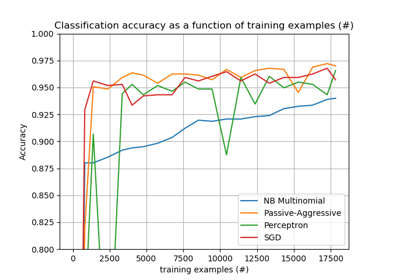 Classification accuracy as a function of training examples (#)
1.000
0.975
0.950
0.925
0.900
0.875
0.850
0.825
0.800
Accuracy
NB Multinomial
Passive-Aggressive
Perceptron
SGD
0 2500 5000 7500 10000 12500 15000 17500
training examples (#)